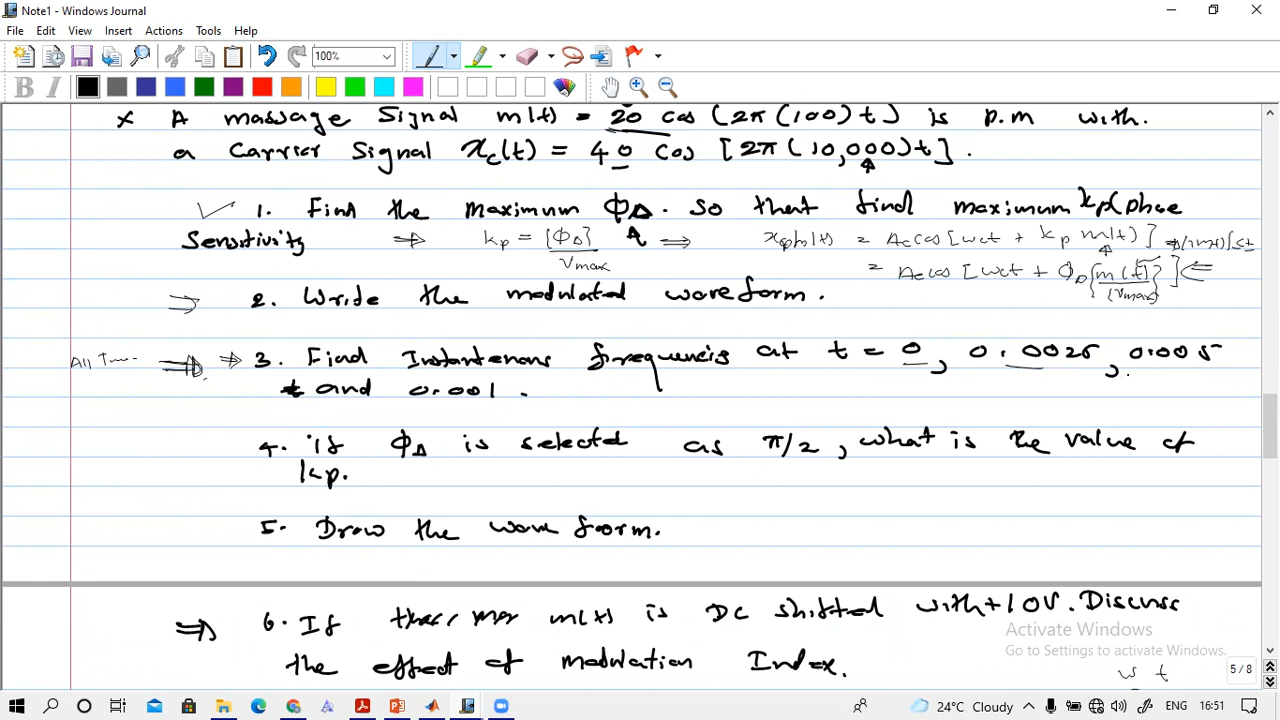 Note1 - Windows Journal
File Edit View Insert Actions Tools Help
100%
B I
x A massage Signal m(t) = 20 cos (2π(100)t) is p.m with.
a Carrier Signal xc(t) = 40 cos [2π(10,000)t].
1. Find the maximum ΦΔ. So that find maximum kp(phase
Sensitivity ⇒ kp = {ΦΔ}/Vmax ⇒ = Ac cos [wct + kp m(t)]
= Ac cos [wct + ΦΔ {m(t)/(Vmax)}] ⇐
⇒ 2. Write the modulated waveform.
All ⇒ ⇒ 3. Find Instantenons frequencis at t = 0, 0.0025, 0.005
and 0.001.
4. if ΦΔ is selected as π/2, what is the value of
kp.
5. Draw the wave form.
⇒ 6. If m(t) is DC shifted with +10V. Discuss
the effect of modulation Index.
Activate Windows
Go to Settings to activate Windows.
5 / 8
24°C Cloudy ENG 16:51